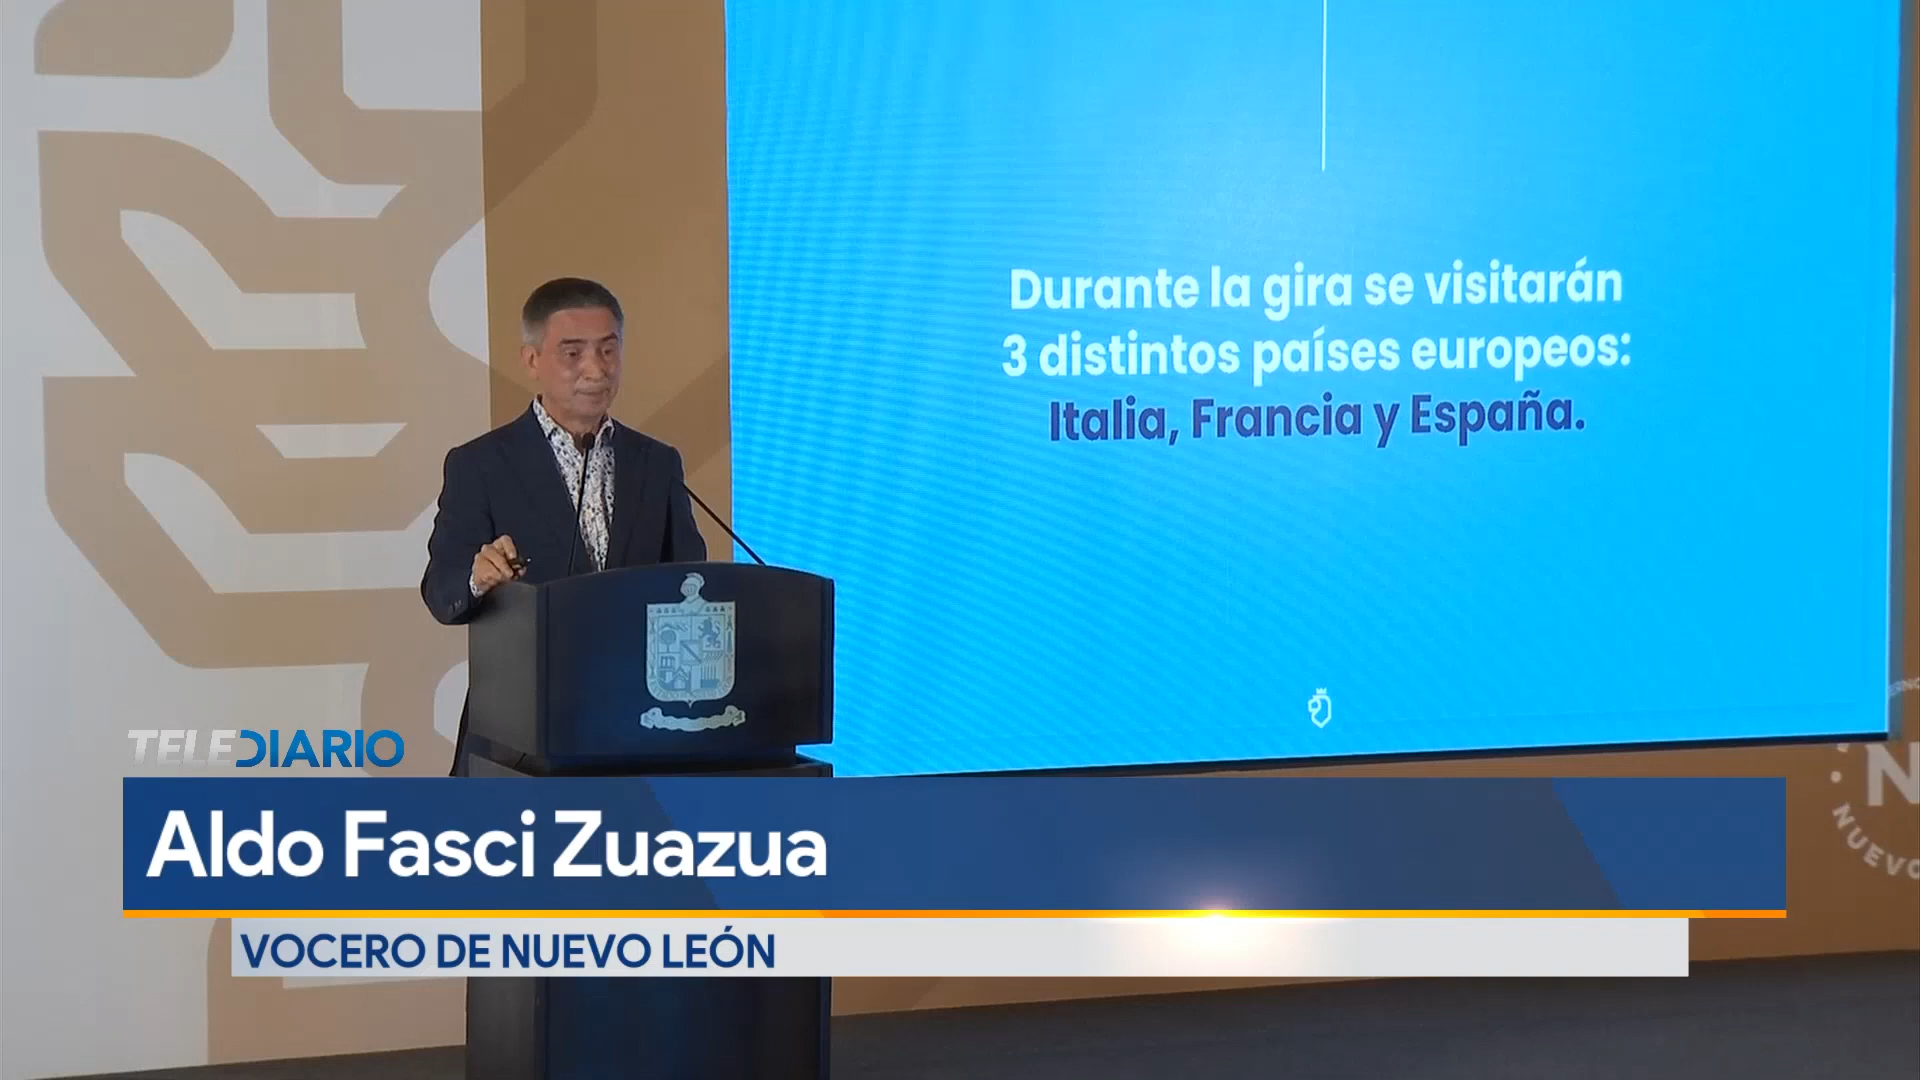 Durante la gira se visitarán
3 distintos países europeos:
Italia, Francia y España.
TELEDIARIO
Aldo Fasci Zuazua
VOCERO DE NUEVO LEÓN
N
NUEVO